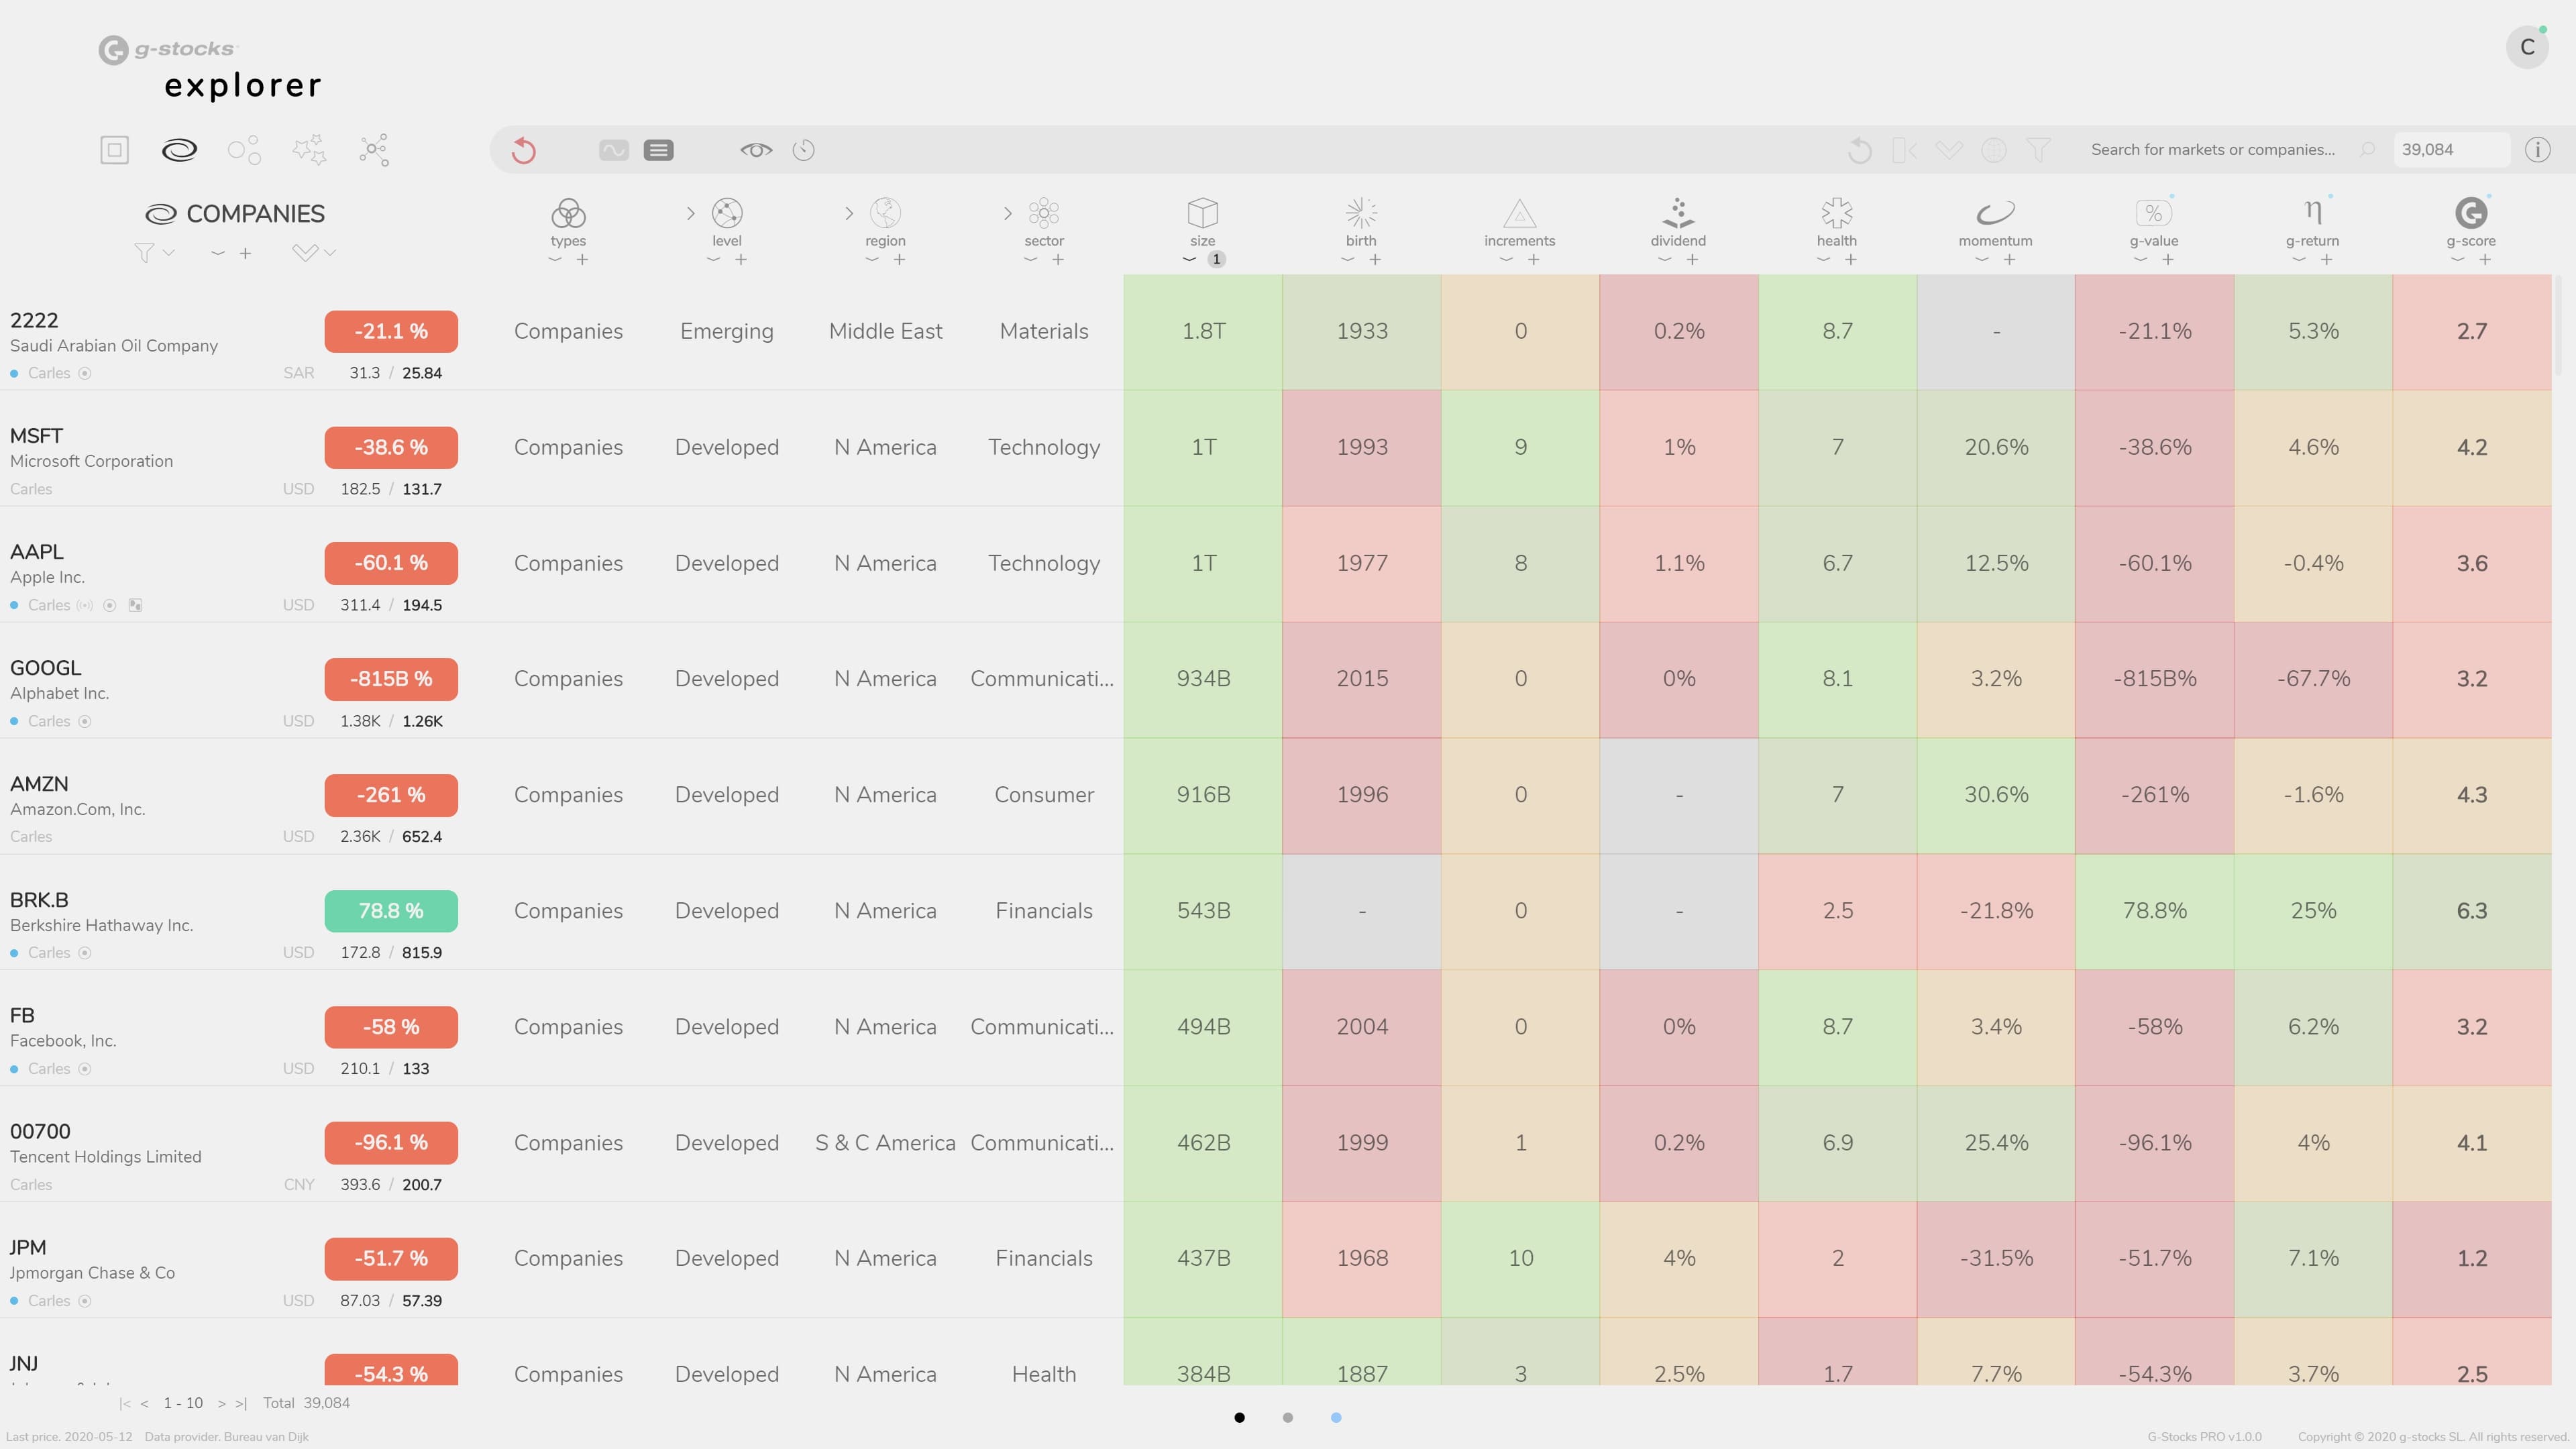 g-stocks
explorer
C
Search for markets or companies...
39,084
COMPANIES
types level region sector size birth increments dividend health momentum g-value g-return g-score
1
2222
Saudi Arabian Oil Company
Carles SAR 31.3 / 25.84
-21.1 % Companies Emerging Middle East Materials 1.8T 1933 0 0.2% 8.7 - -21.1% 5.3% 2.7
MSFT
Microsoft Corporation
Carles USD 182.5 / 131.7
-38.6 % Companies Developed N America Technology 1T 1993 9 1% 7 20.6% -38.6% 4.6% 4.2
AAPL
Apple Inc.
Carles USD 311.4 / 194.5
-60.1 % Companies Developed N America Technology 1T 1977 8 1.1% 6.7 12.5% -60.1% -0.4% 3.6
GOOGL
Alphabet Inc.
Carles USD 1.38K / 1.26K
-815B % Companies Developed N America Communicati... 934B 2015 0 0% 8.1 3.2% -815B% -67.7% 3.2
AMZN
Amazon.Com, Inc.
Carles USD 2.36K / 652.4
-261 % Companies Developed N America Consumer 916B 1996 0 - 7 30.6% -261% -1.6% 4.3
BRK.B
Berkshire Hathaway Inc.
Carles USD 172.8 / 815.9
78.8 % Companies Developed N America Financials 543B - 0 - 2.5 -21.8% 78.8% 25% 6.3
FB
Facebook, Inc.
Carles USD 210.1 / 133
-58 % Companies Developed N America Communicati... 494B 2004 0 0% 8.7 3.4% -58% 6.2% 3.2
00700
Tencent Holdings Limited
Carles CNY 393.6 / 200.7
-96.1 % Companies Developed S & C America Communicati... 462B 1999 1 0.2% 6.9 25.4% -96.1% 4% 4.1
JPM
Jpmorgan Chase & Co
Carles USD 87.03 / 57.39
-51.7 % Companies Developed N America Financials 437B 1968 10 4% 2 -31.5% -51.7% 7.1% 1.2
JNJ
-54.3 % Companies Developed N America Health 384B 1887 3 2.5% 1.7 7.7% -54.3% 3.7% 2.5
|< < 1 - 10 > >| Total 39,084
Last price. 2020-05-12 Data provider. Bureau van Dijk
G-Stocks PRO v1.0.0 Copyright © 2020 g-stocks SL. All rights reserved.